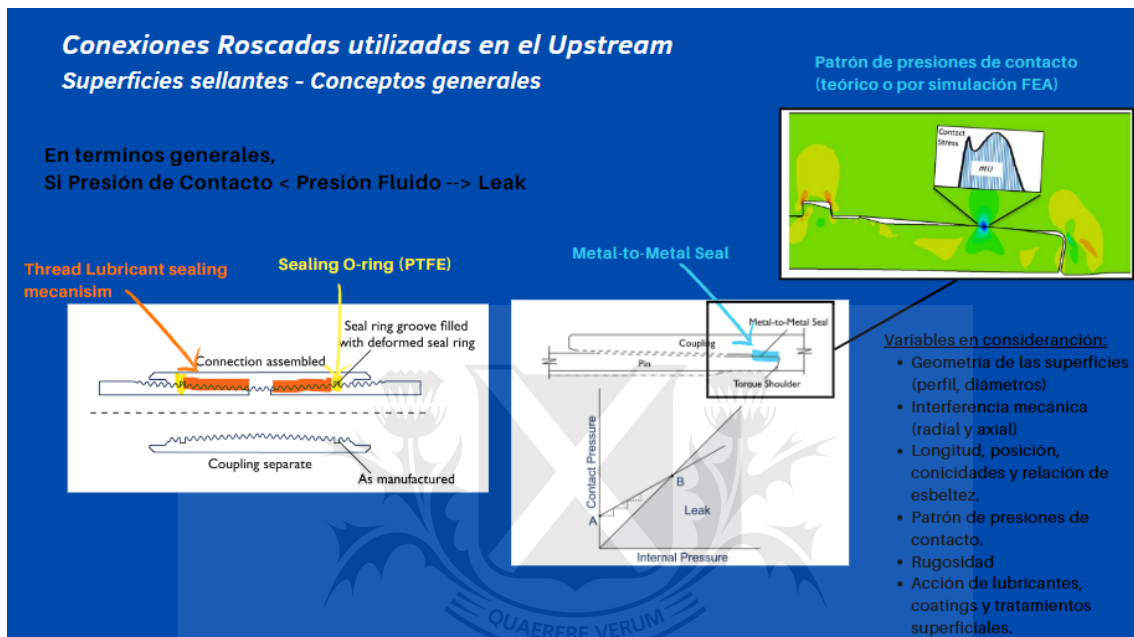 Conexiones Roscadas utilizadas en el Upstream
Superficies sellantes - Conceptos generales
Patrón de presiones de contacto
(teórico o por simulación FEA)
Contact
Stress
En terminos generales,
Si Presión de Contacto < Presión Fluido --> Leak
Thread Lubricant sealing
mecanisim
Sealing O-ring (PTFE)
Seal ring groove filled
with deformed seal ring
Connection assembled
Coupling separate
As manufactured
Metal-to-Metal Seal
Metal-to-Metal Seal
Coupling
Pin
Torque Shoulder
Contact Pressure
A
B
Leak
Internal Pressure
Variables en consideranción:
• Geometría de las superficies
(perfil, diámetros)
• Interferencia mecánica
(radial y axial)
• Longitud, posición,
conicidades y relación de
esbeltez.
• Patrón de presiones de
contacto.
• Rugosidad
• Acción de lubricantes,
coatings y tratamientos
superficiales.
QUAERERE VERUM